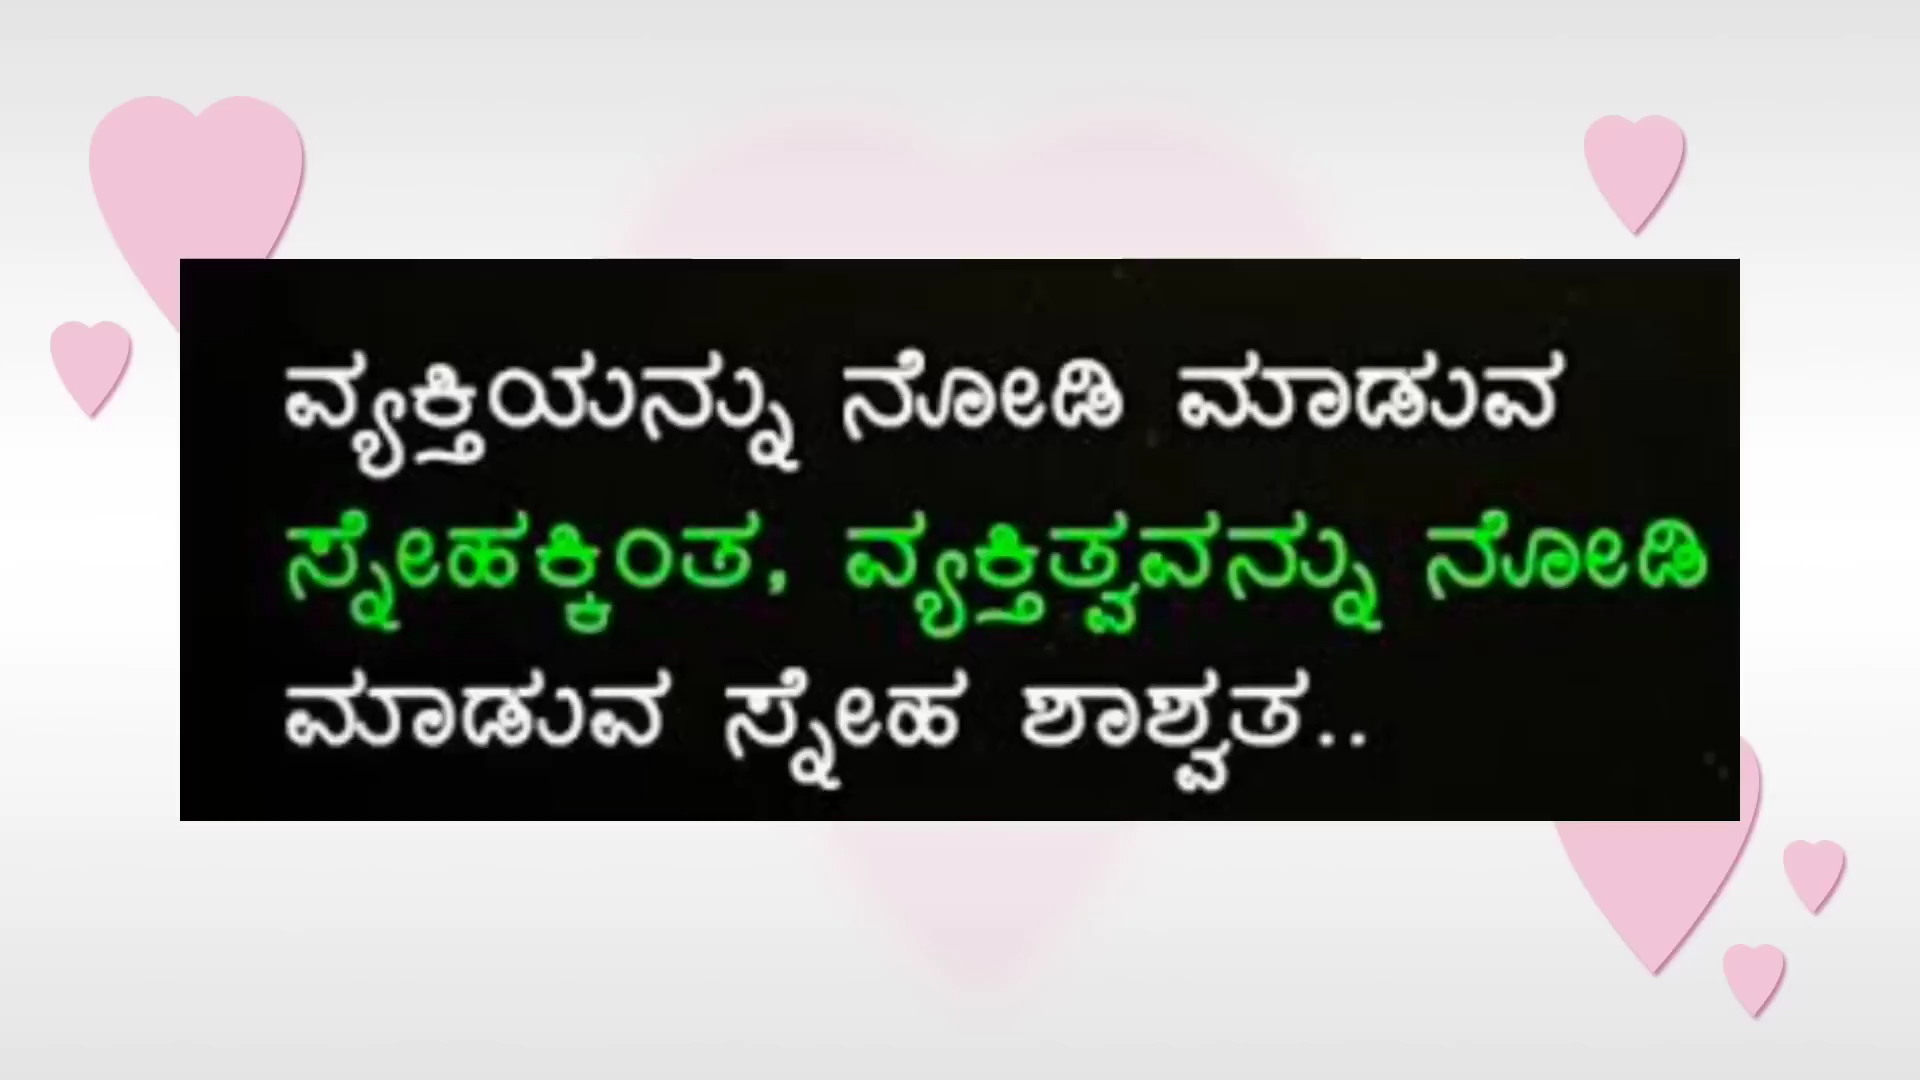 ವ್ಯಕ್ತಿಯನ್ನು ನೋಡಿ ಮಾಡುವ
ಸ್ನೇಹಕ್ಕಿಂತ, ವ್ಯಕ್ತಿತ್ವವನ್ನು ನೋಡಿ
ಮಾಡುವ ಸ್ನೇಹ ಶಾಶ್ವತ..